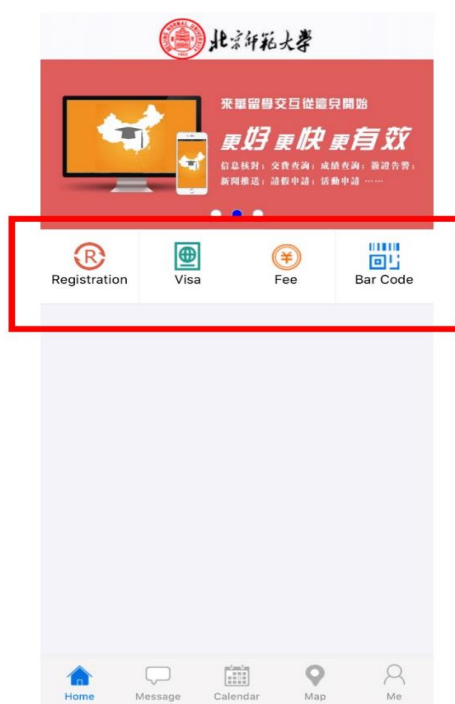 北京师范大学
來華留學交互從這兒開始
更好 更快 更有效
信息核對；交費查詢；成績查詢；簽證告警；
新聞推送；請假申請；活動申請 ……
Registration Visa Fee Bar Code
Home Message Calendar Map Me